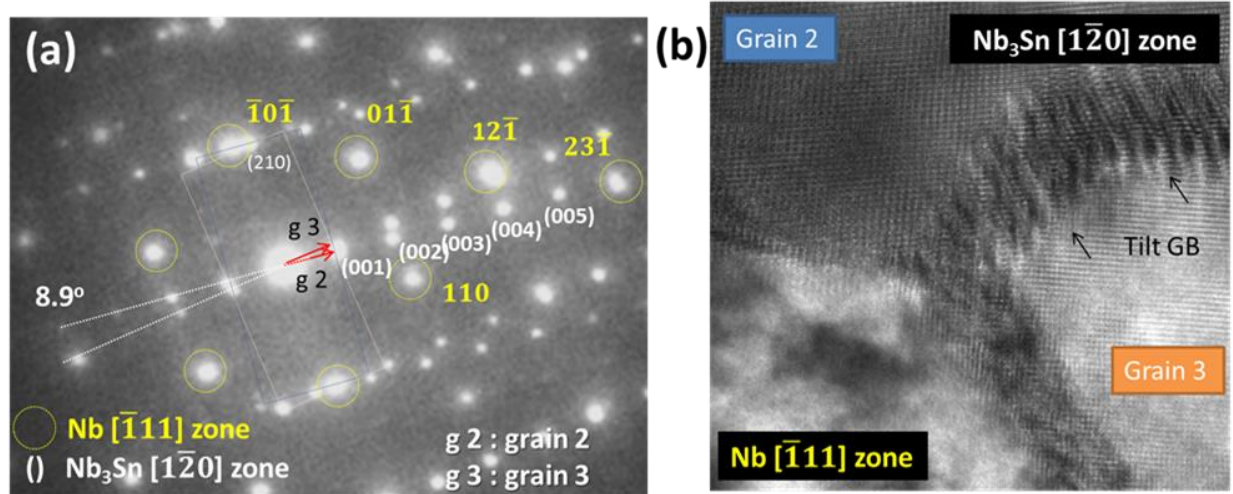 (a)
1̅01̅
011̅
121̅
231̅
(210)
g 3
(001)
(002)
(003)
(004)
(005)
g 2
110
8.9°
Nb [1̅11] zone
() Nb₃Sn [12̅0] zone
g 2 : grain 2
g 3 : grain 3
(b)
Grain 2
Nb₃Sn [12̅0] zone
Tilt GB
Grain 3
Nb [1̅11] zone